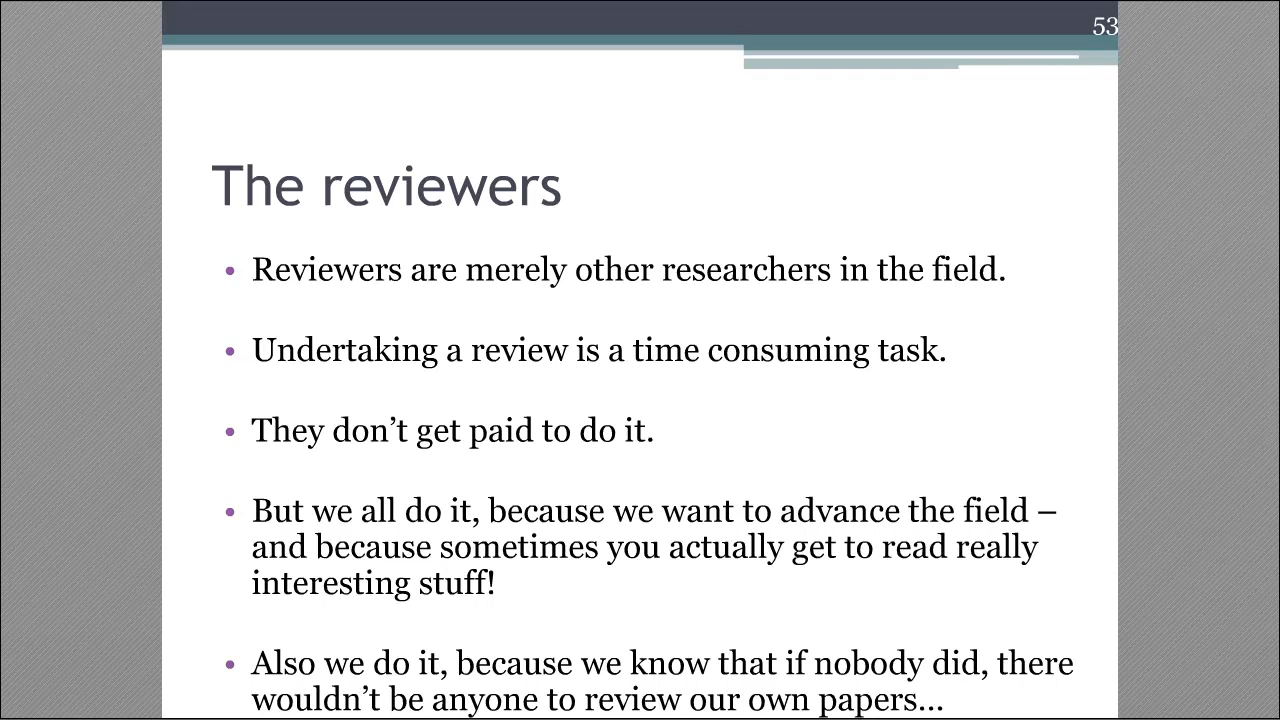 53
The reviewers
• Reviewers are merely other researchers in the field.
• Undertaking a review is a time consuming task.
• They don’t get paid to do it.
• But we all do it, because we want to advance the field –
and because sometimes you actually get to read really
interesting stuff!
• Also we do it, because we know that if nobody did, there
wouldn’t be anyone to review our own papers…